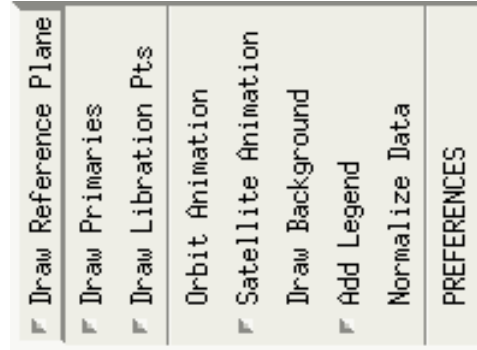 Draw Reference Plane
Draw Primaries
Draw Libration Pts
Orbit Animation
Satellite Animation
Draw Background
Add Legend
Normalize Data
PREFERENCES